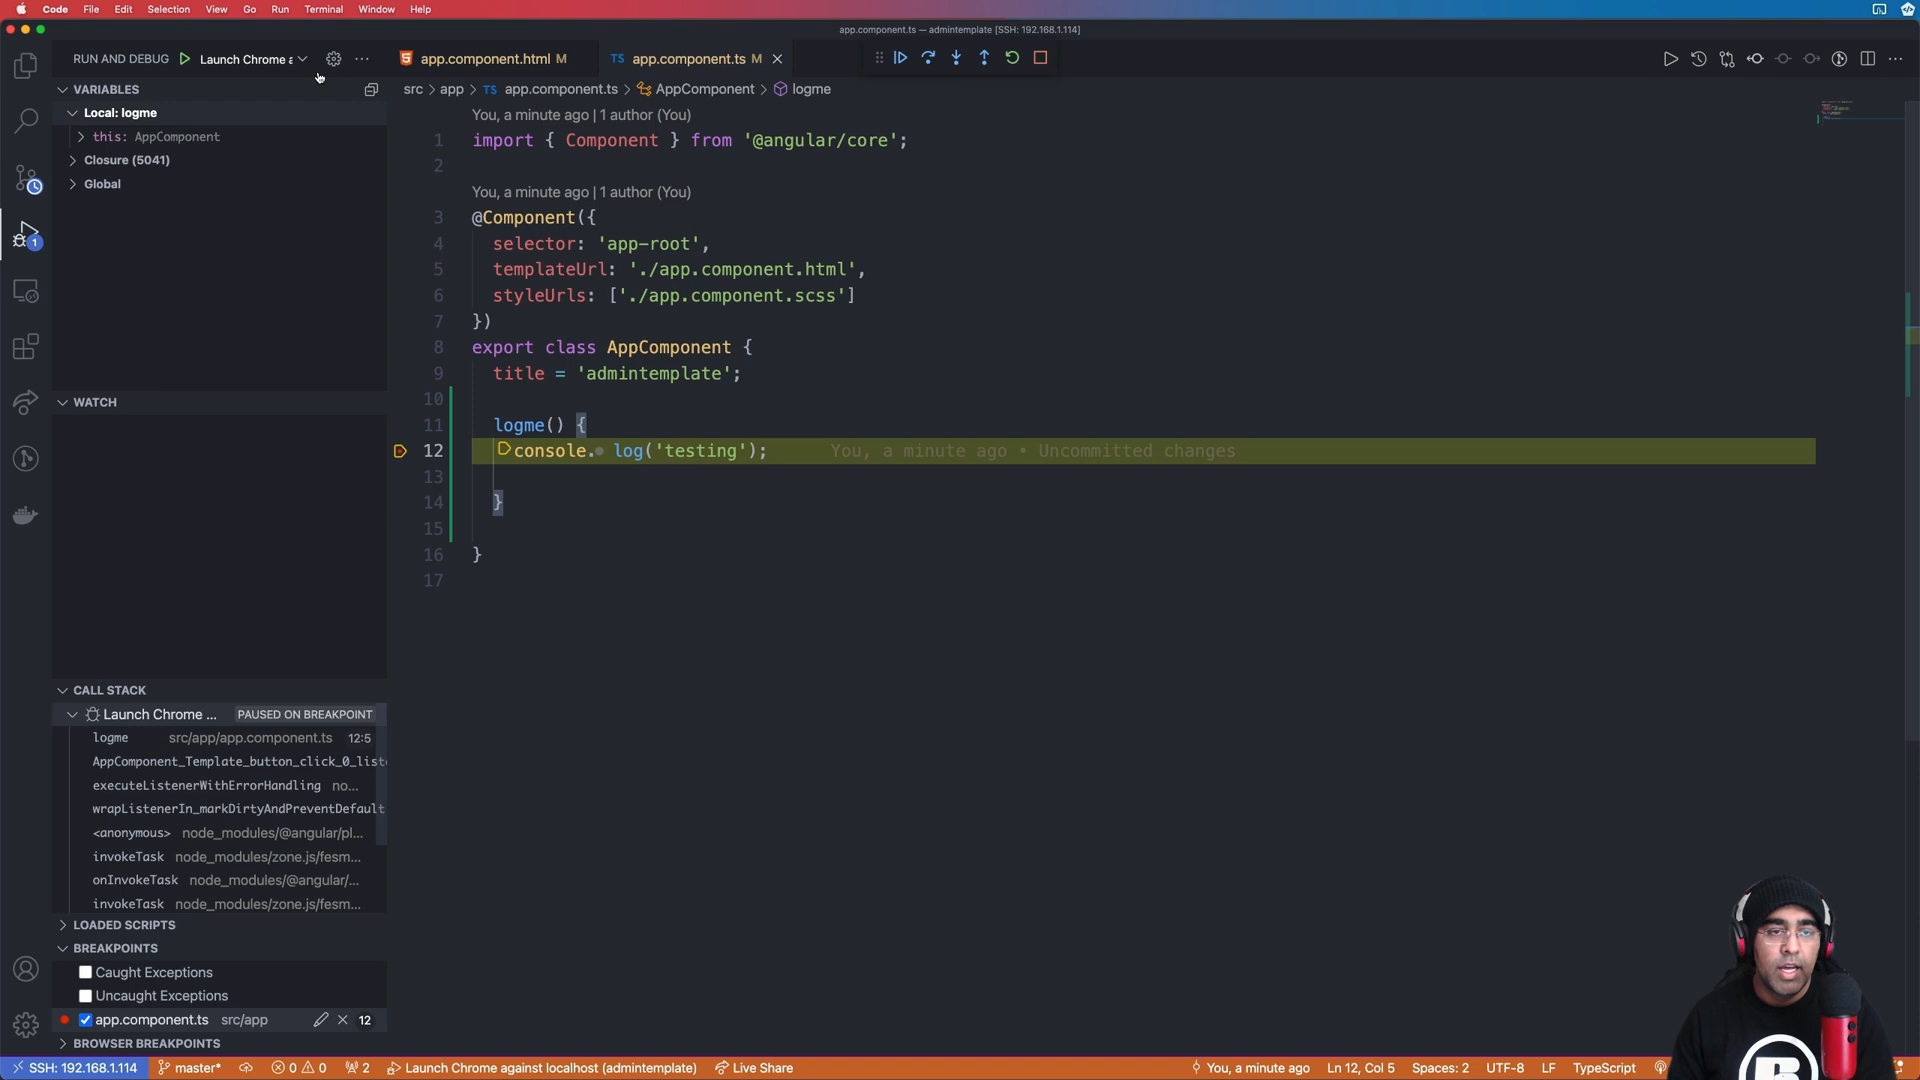 Code File Edit Selection View Go Run Terminal Window Help
app.component.ts — admintemplate [SSH: 192.168.1.114]
RUN AND DEBUG Launch Chrome a
app.component.html M
TS app.component.ts M
VARIABLES
src > app > TS app.component.ts > AppComponent > logme
Local: logme
this: AppComponent
Closure (5041)
Global
You, a minute ago | 1 author (You)
1 import { Component } from '@angular/core';
2
You, a minute ago | 1 author (You)
3 @Component({
4 selector: 'app-root',
5 templateUrl: './app.component.html',
6 styleUrls: ['./app.component.scss']
7 })
8 export class AppComponent {
9 title = 'admintemplate';
10
11 logme() {
12 console. log('testing'); You, a minute ago • Uncommitted changes
13
14 }
15
16 }
17
1
WATCH
CALL STACK
Launch Chrome ... PAUSED ON BREAKPOINT
logme src/app/app.component.ts 12:5
AppComponent_Template_button_click_0_list
executeListenerWithErrorHandling no...
wrapListenerIn_markDirtyAndPreventDefault
<anonymous> node_modules/@angular/pl...
invokeTask node_modules/zone.js/fesm...
onInvokeTask node_modules/@angular/...
invokeTask node_modules/zone.js/fesm...
LOADED SCRIPTS
BREAKPOINTS
Caught Exceptions
Uncaught Exceptions
app.component.ts src/app 12
BROWSER BREAKPOINTS
SSH: 192.168.1.114 master* 0 0 2 Launch Chrome against localhost (admintemplate) Live Share
You, a minute ago Ln 12, Col 5 Spaces: 2 UTF-8 LF TypeScript